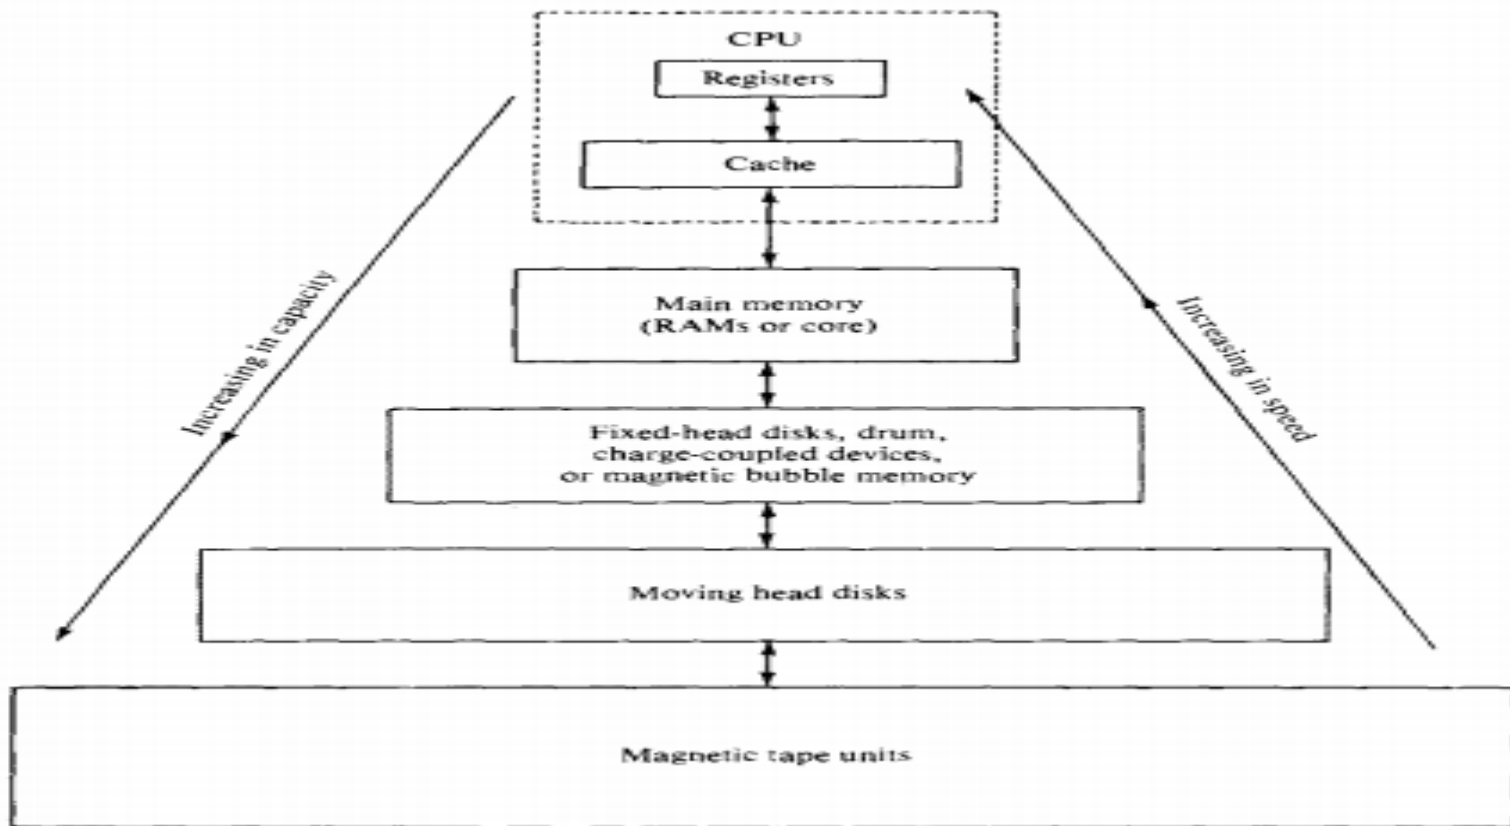 CPU
Registers
Cache
Main memory
(RAMs or core)
Increasing in capacity
Increasing in speed
Fixed-head disks, drum,
charge-coupled devices,
or magnetic bubble memory
Moving head disks
Magnetic tape units